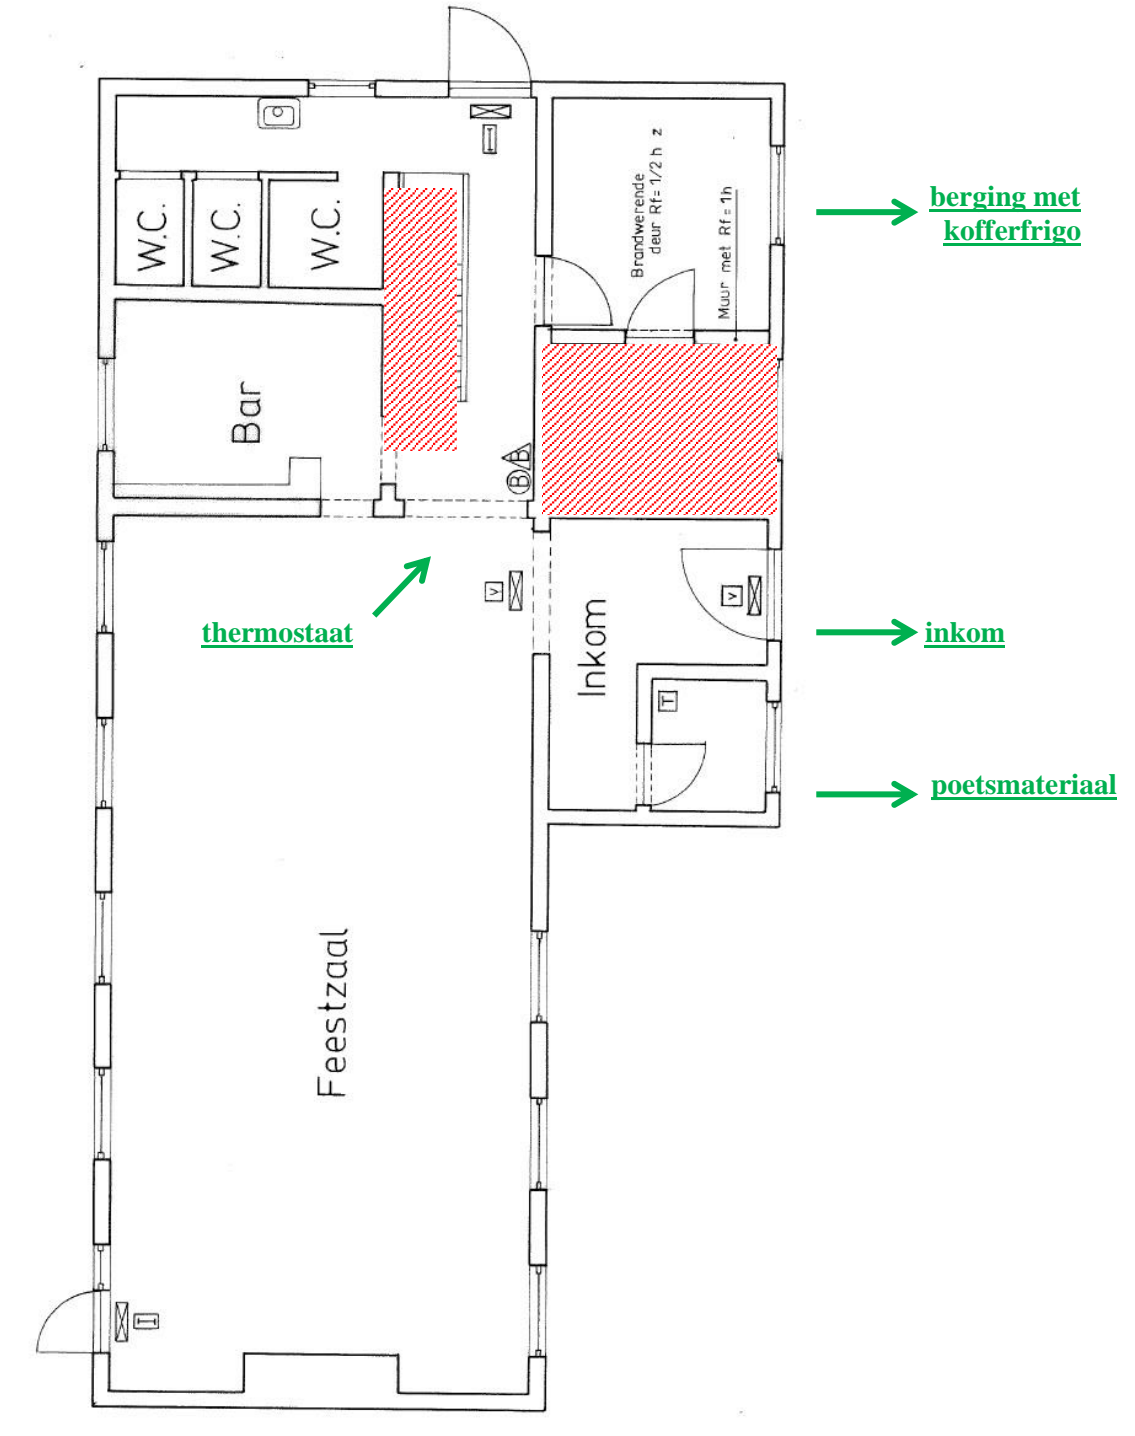 W.C.
W.C.
W.C.
Brandwerende
deur Rf = 1/2 h z
Muur met Rf = 1h
berging met
kofferfrigo
Bar
B
B
thermostaat
V
V
Inkom
inkom
T
poetsmateriaal
Feestzaal
I
I